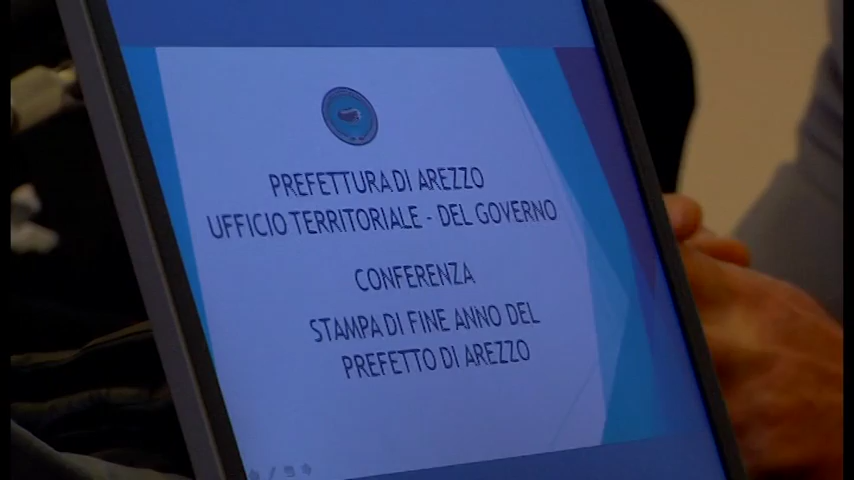 PREFETTURA DI AREZZO
UFFICIO TERRITORIALE - DEL GOVERNO
CONFERENZA
STAMPA DI FINE ANNO DEL
PREFETTO DI AREZZO